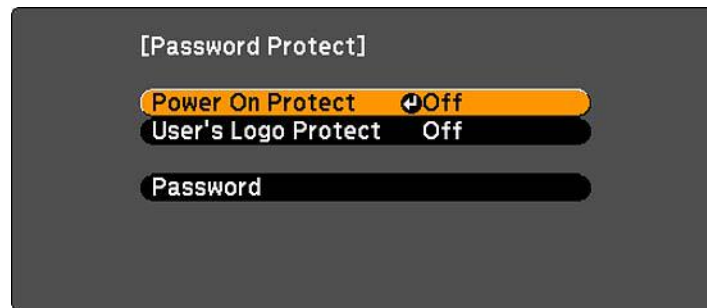 [Password Protect]
Power On Protect Off
User's Logo Protect Off
Password